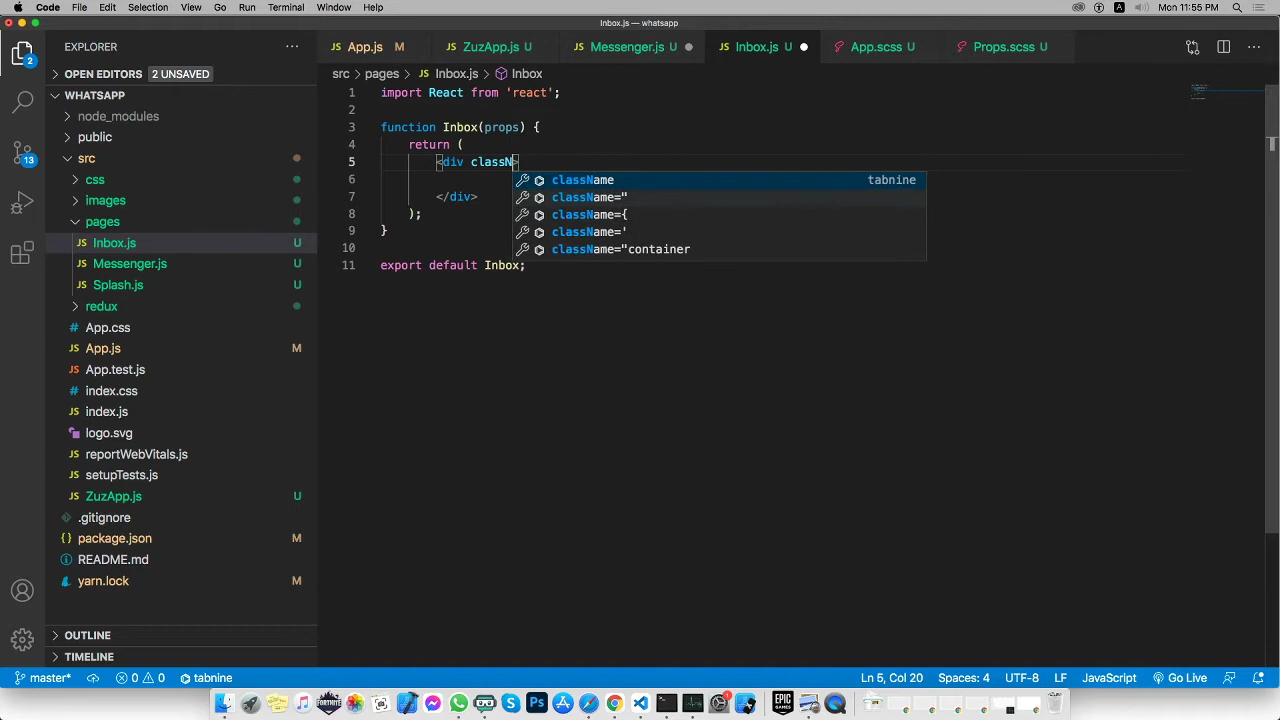 Code File Edit Selection View Go Run Terminal Window Help A Mon 11:55 PM
Inbox.js — whatsapp
EXPLORER
OPEN EDITORS 2 UNSAVED
WHATSAPP
node_modules
public
src
css
images
pages
Inbox.js U
Messenger.js U
Splash.js U
redux
App.css
App.js M
App.test.js
index.css
index.js
logo.svg
reportWebVitals.js
setupTests.js
ZuzApp.js U
.gitignore
package.json M
README.md
yarn.lock M
OUTLINE
TIMELINE
2
13
App.js M
ZuzApp.js U
Messenger.js U
Inbox.js U
App.scss U
Props.scss U
src > pages > JS Inbox.js > Inbox
1 import React from 'react';
2
3 function Inbox(props) {
4 return (
5 <div classN>
6
7 </div>
8 );
9 }
10
11 export default Inbox;
className tabnine
className="
className={
className='
className="container
master* 0 0 tabnine
Ln 5, Col 20 Spaces: 4 UTF-8 LF JavaScript Go Live